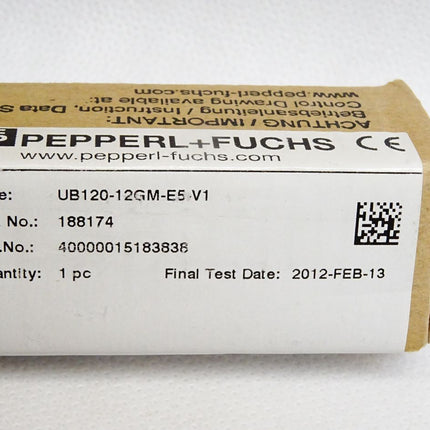 ACHTUNG / IMPORTANT:
Betriebsanleitung / Instruction, Data S
Control Drawing available at:
www.pepperl-fuchs.com
PEPPERL+FUCHS CE
www.pepperl-fuchs.com
e: UB120-12GM-E5-V1
No.: 188174
.No.: 40000015183838
antity: 1 pc Final Test Date: 2012-FEB-13